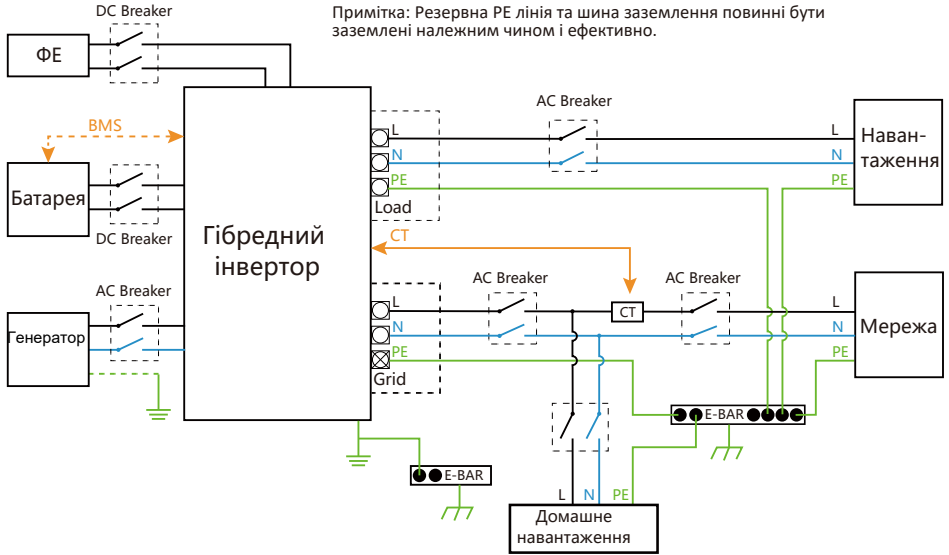 DC Breaker
Примітка: Резервна PE лінія та шина заземлення повинні бути
заземлені належним чином і ефективно.
ФЕ
AC Breaker
BMS
L
L
Наван-
таження
N
N
PE
PE
Батарея
Load
DC Breaker
Гібредний
інвертор
CT
AC Breaker
AC Breaker
AC Breaker
L
CT
L
Генератор
N
N
Мережа
PE
PE
Grid
E-BAR
E-BAR
L
N
PE
Домашне
навантаження